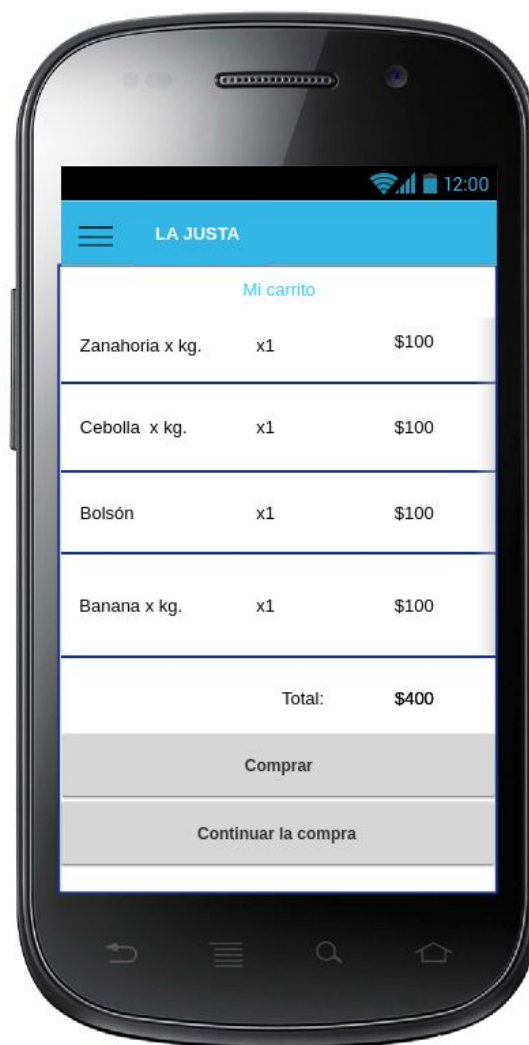 12:00
LA JUSTA
Mi carrito
Zanahoria x kg. x1 $100
Cebolla x kg. x1 $100
Bolsón x1 $100
Banana x kg. x1 $100
Total: $400
Comprar
Continuar la compra